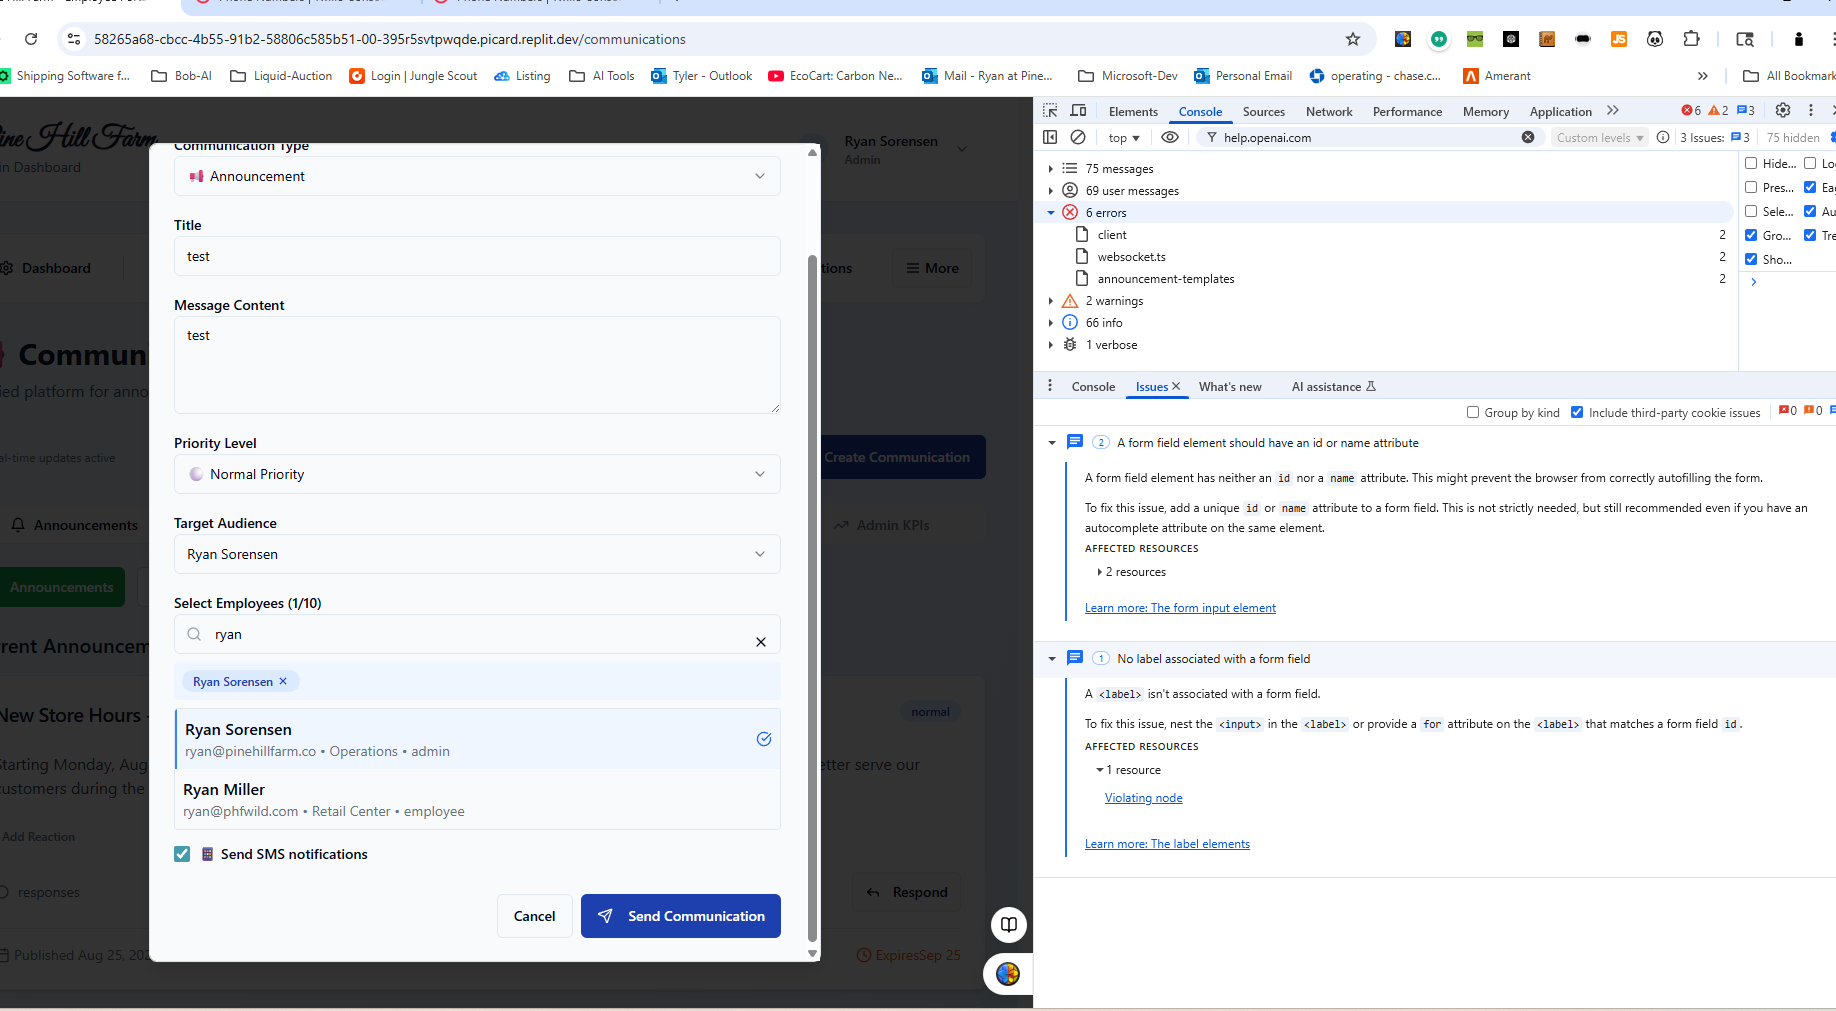 58265a68-cbcc-4b55-91b2-58806c585b51-00-395r5svtpwqde.picard.replit.dev/communications
Shipping Software f...
Bob-AI
Liquid-Auction
Login | Jungle Scout
Listing
AI Tools
Tyler - Outlook
EcoCart: Carbon Ne...
Mail - Ryan at Pine...
Microsoft-Dev
Personal Email
operating - chase.c...
Amerant
All Bookmark
ine Hill Farm
in Dashboard
Ryan Sorensen
Admin
Dashboard
tions
More
Commun
ied platform for anno
al-time updates active
Create Communication
Announcements
Admin KPIs
Announcements
rrent Announcem
New Store Hours -
normal
Starting Monday, Aug
etter serve our
customers during the
Add Reaction
responses
Respond
Published Aug 25, 202
ExpiresSep 25
Communication Type
Announcement
Title
test
Message Content
test
Priority Level
Normal Priority
Target Audience
Ryan Sorensen
Select Employees (1/10)
ryan
Ryan Sorensen ×
Ryan Sorensen
ryan@pinehillfarm.co • Operations • admin
Ryan Miller
ryan@phfwild.com • Retail Center • employee
Send SMS notifications
Cancel
Send Communication
Elements
Console
Sources
Network
Performance
Memory
Application
6
2
3
top
help.openai.com
Custom levels
3 Issues:
3
75 hidden
75 messages
69 user messages
6 errors
client
2
websocket.ts
2
announcement-templates
2
2 warnings
66 info
1 verbose
Hide...
Lo
Pres...
Eag
Sele...
Au
Gro...
Tre
Sho...
Console
Issues
What's new
AI assistance
Group by kind
Include third-party cookie issues
0
0
2
A form field element should have an id or name attribute
A form field element has neither an id nor a name attribute. This might prevent the browser from correctly autofilling the form.
To fix this issue, add a unique id or name attribute to a form field. This is not strictly needed, but still recommended even if you have an
autocomplete attribute on the same element.
AFFECTED RESOURCES
2 resources
Learn more: The form input element
1
No label associated with a form field
A <label> isn't associated with a form field.
To fix this issue, nest the <input> in the <label> or provide a for attribute on the <label> that matches a form field id.
AFFECTED RESOURCES
1 resource
Violating node
Learn more: The label elements